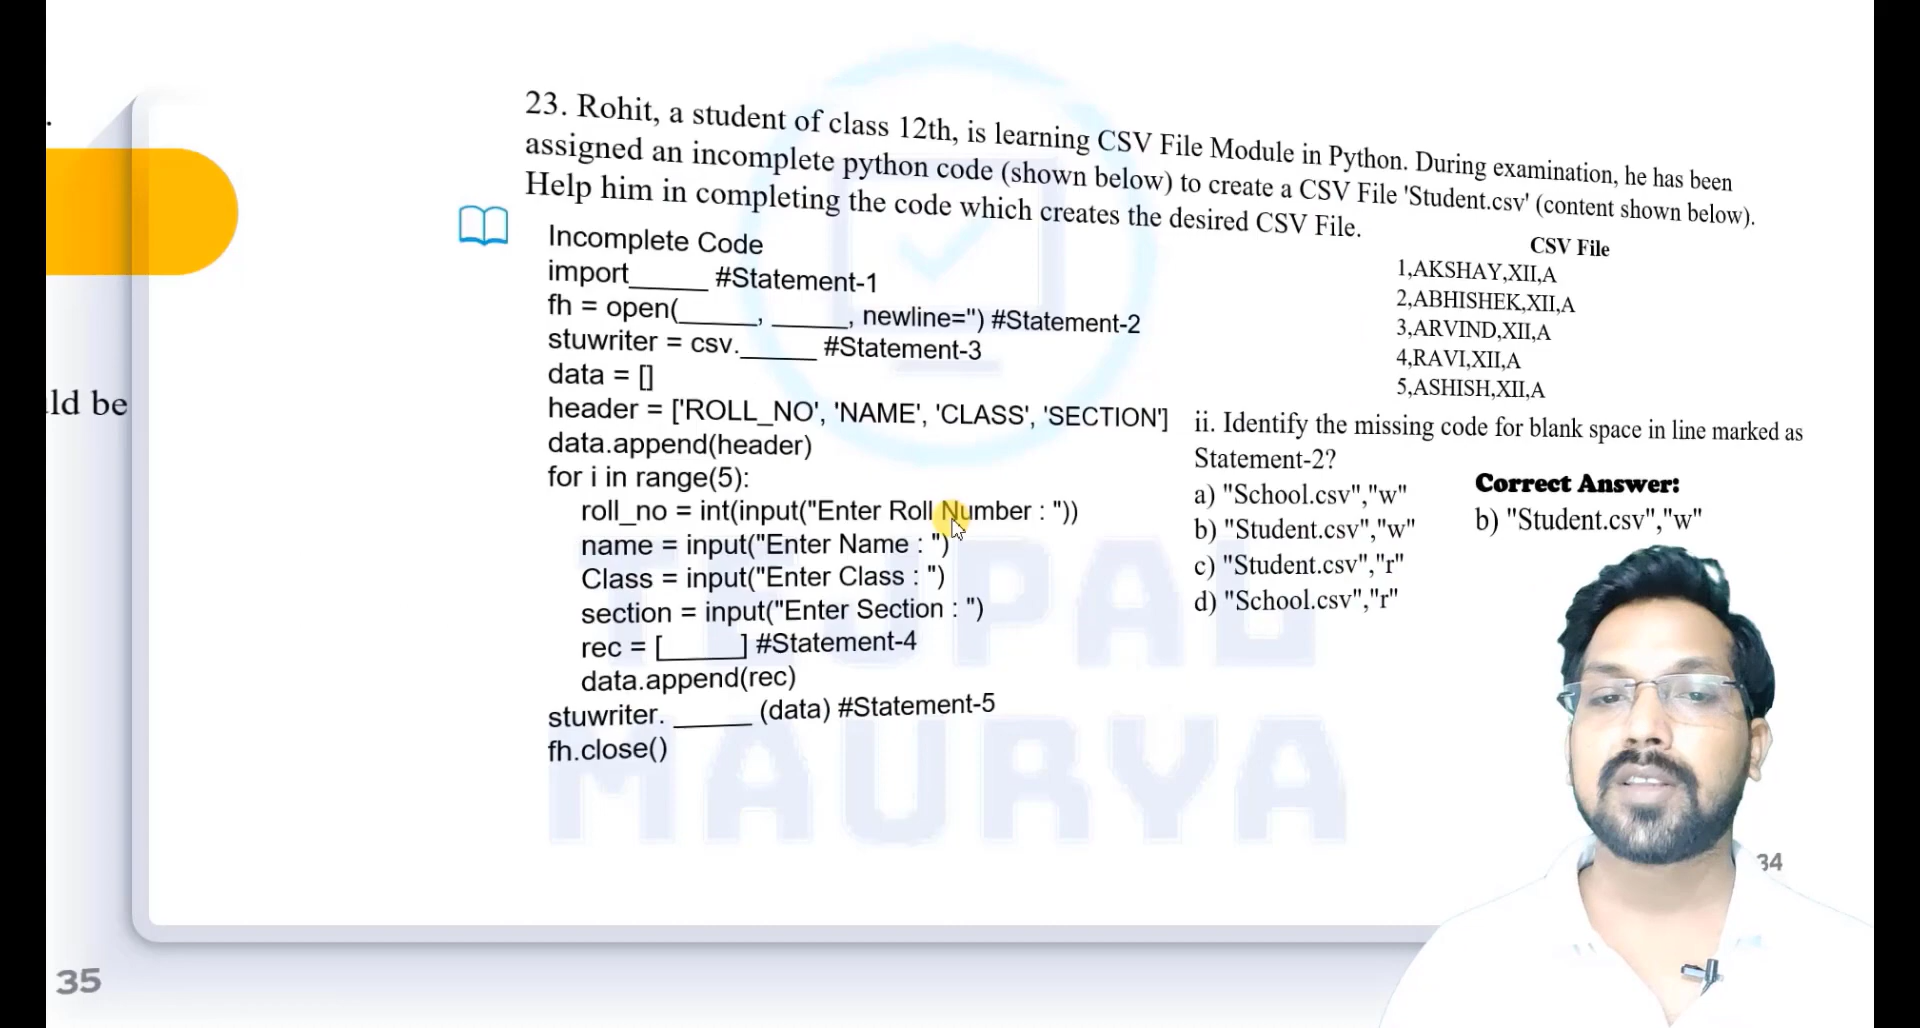 .
ld be
35
23. Rohit, a student of class 12th, is learning CSV File Module in Python. During examination, he has been
assigned an incomplete python code (shown below) to create a CSV File 'Student.csv' (content shown below).
Help him in completing the code which creates the desired CSV File.
Incomplete Code
import_____ #Statement-1
fh = open(_____, _____, newline='') #Statement-2
stuwriter = csv._____ #Statement-3
data = []
header = ['ROLL_NO', 'NAME', 'CLASS', 'SECTION']
data.append(header)
for i in range(5):
roll_no = int(input("Enter Roll Number : "))
name = input("Enter Name : ")
Class = input("Enter Class : ")
section = input("Enter Section : ")
rec = [_____] #Statement-4
data.append(rec)
stuwriter. _____ (data) #Statement-5
fh.close()
CSV File
1,AKSHAY,XII,A
2,ABHISHEK,XII,A
3,ARVIND,XII,A
4,RAVI,XII,A
5,ASHISH,XII,A
ii. Identify the missing code for blank space in line marked as
Statement-2?
a) "School.csv","w"
b) "Student.csv","w"
c) "Student.csv","r"
d) "School.csv","r"
Correct Answer:
b) "Student.csv","w"
TEJPAL
MAURYA
34